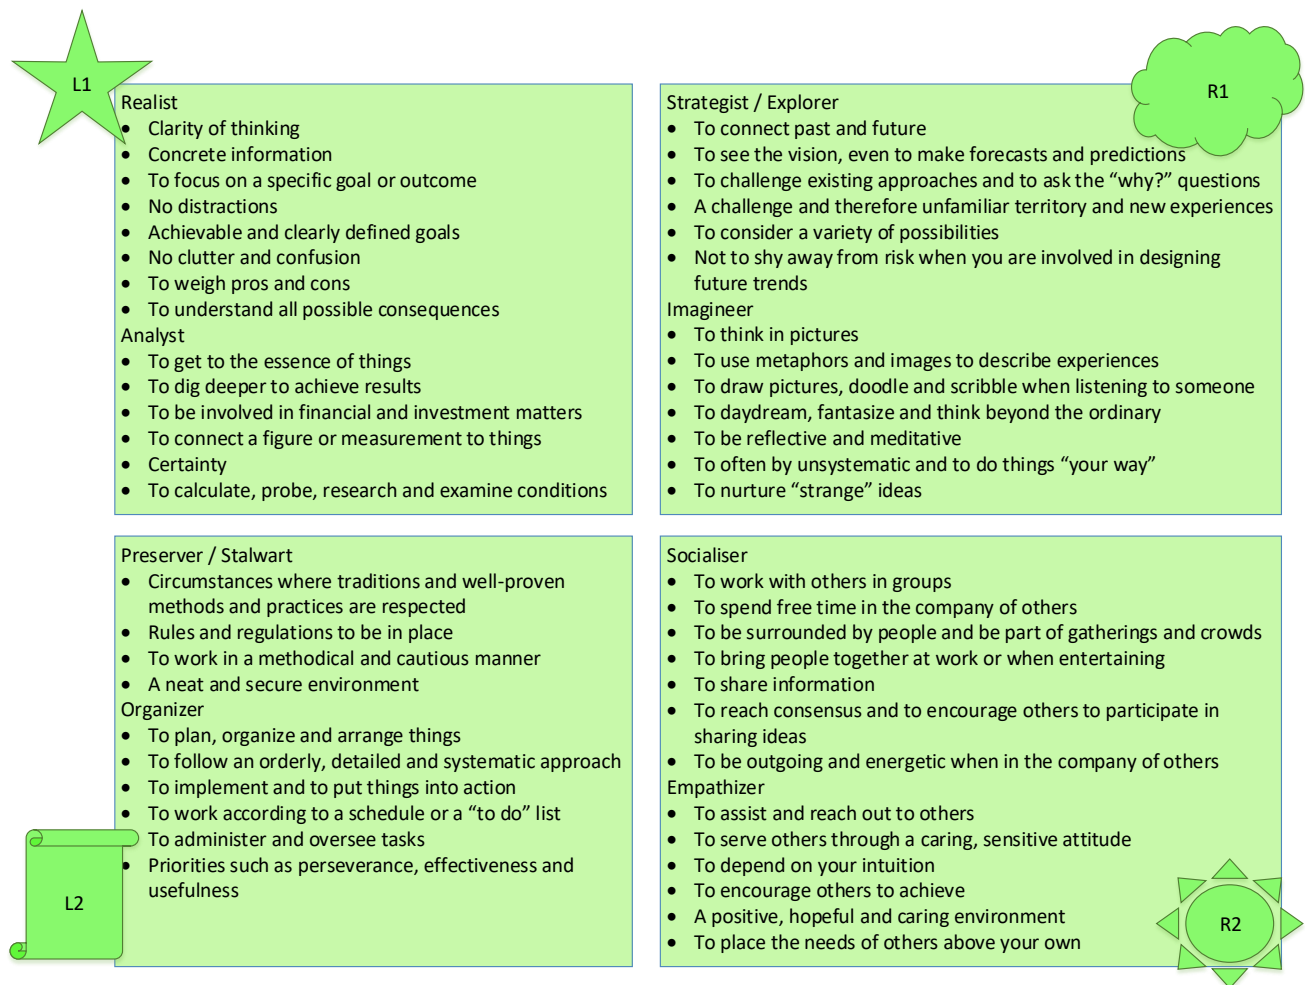 L1
Realist
• Clarity of thinking
• Concrete information
• To focus on a specific goal or outcome
• No distractions
• Achievable and clearly defined goals
• No clutter and confusion
• To weigh pros and cons
• To understand all possible consequences
Analyst
• To get to the essence of things
• To dig deeper to achieve results
• To be involved in financial and investment matters
• To connect a figure or measurement to things
• Certainty
• To calculate, probe, research and examine conditions
R1
Strategist / Explorer
• To connect past and future
• To see the vision, even to make forecasts and predictions
• To challenge existing approaches and to ask the “why?” questions
• A challenge and therefore unfamiliar territory and new experiences
• To consider a variety of possibilities
• Not to shy away from risk when you are involved in designing
future trends
Imagineer
• To think in pictures
• To use metaphors and images to describe experiences
• To draw pictures, doodle and scribble when listening to someone
• To daydream, fantasize and think beyond the ordinary
• To be reflective and meditative
• To often by unsystematic and to do things “your way”
• To nurture “strange” ideas
Preserver / Stalwart
• Circumstances where traditions and well-proven
methods and practices are respected
• Rules and regulations to be in place
• To work in a methodical and cautious manner
• A neat and secure environment
Organizer
• To plan, organize and arrange things
• To follow an orderly, detailed and systematic approach
• To implement and to put things into action
• To work according to a schedule or a “to do” list
To administer and oversee tasks
• Priorities such as perseverance, effectiveness and
usefulness
L2
Socialiser
• To work with others in groups
• To spend free time in the company of others
• To be surrounded by people and be part of gatherings and crowds
• To bring people together at work or when entertaining
• To share information
• To reach consensus and to encourage others to participate in
sharing ideas
• To be outgoing and energetic when in the company of others
Empathizer
• To assist and reach out to others
• To serve others through a caring, sensitive attitude
• To depend on your intuition
• To encourage others to achieve
• A positive, hopeful and caring environment
• To place the needs of others above your own
R2